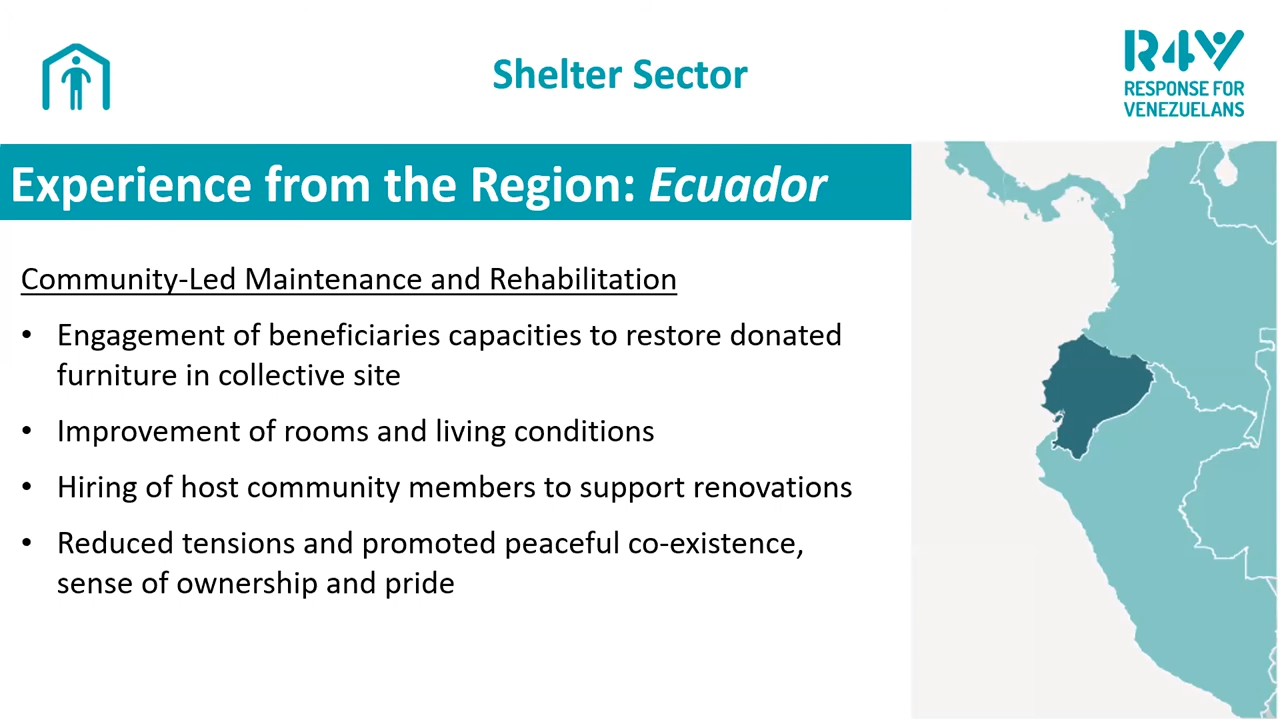 Shelter Sector
R4V
RESPONSE FOR
VENEZUELANS
Experience from the Region: Ecuador
Community-Led Maintenance and Rehabilitation
• Engagement of beneficiaries capacities to restore donated
furniture in collective site
• Improvement of rooms and living conditions
• Hiring of host community members to support renovations
• Reduced tensions and promoted peaceful co-existence,
sense of ownership and pride